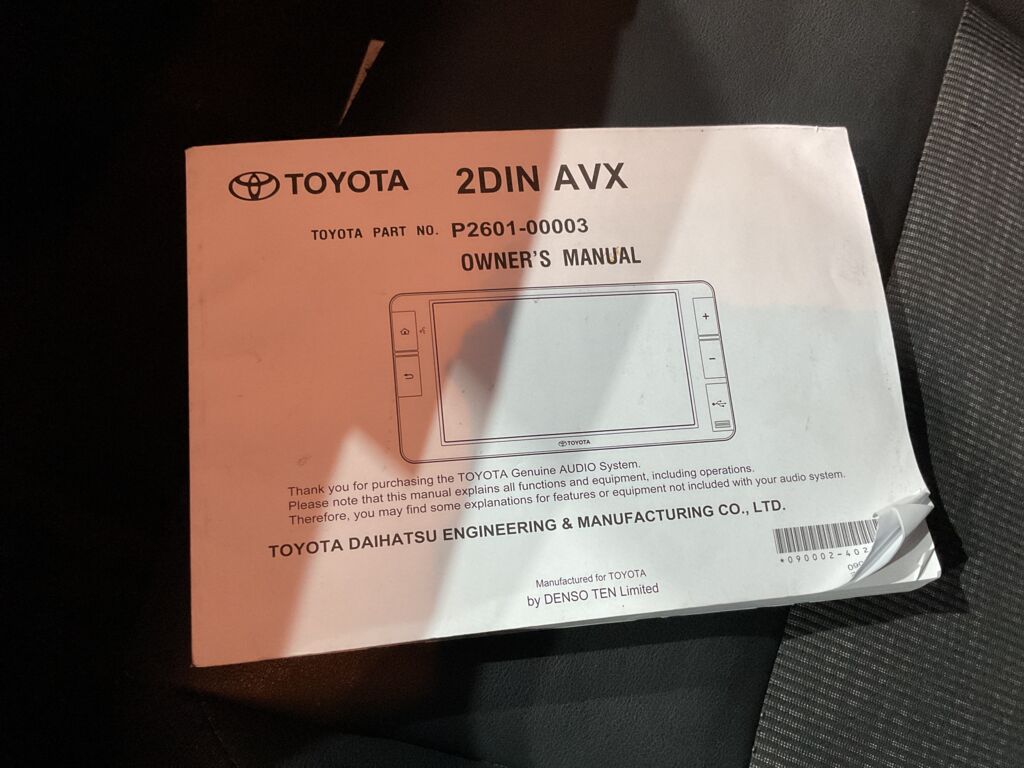 TOYOTA 2DIN AVX
TOYOTA PART NO. P2601-00003
OWNER'S MANUAL
TOYOTA
Thank you for purchasing the TOYOTA Genuine AUDIO System.
Please note that this manual explains all functions and equipment, including operations.
Therefore, you may find some explanations for features or equipment not included with your audio system.
TOYOTA DAIHATSU ENGINEERING & MANUFACTURING CO., LTD.
Manufactured for TOYOTA
by DENSO TEN Limited